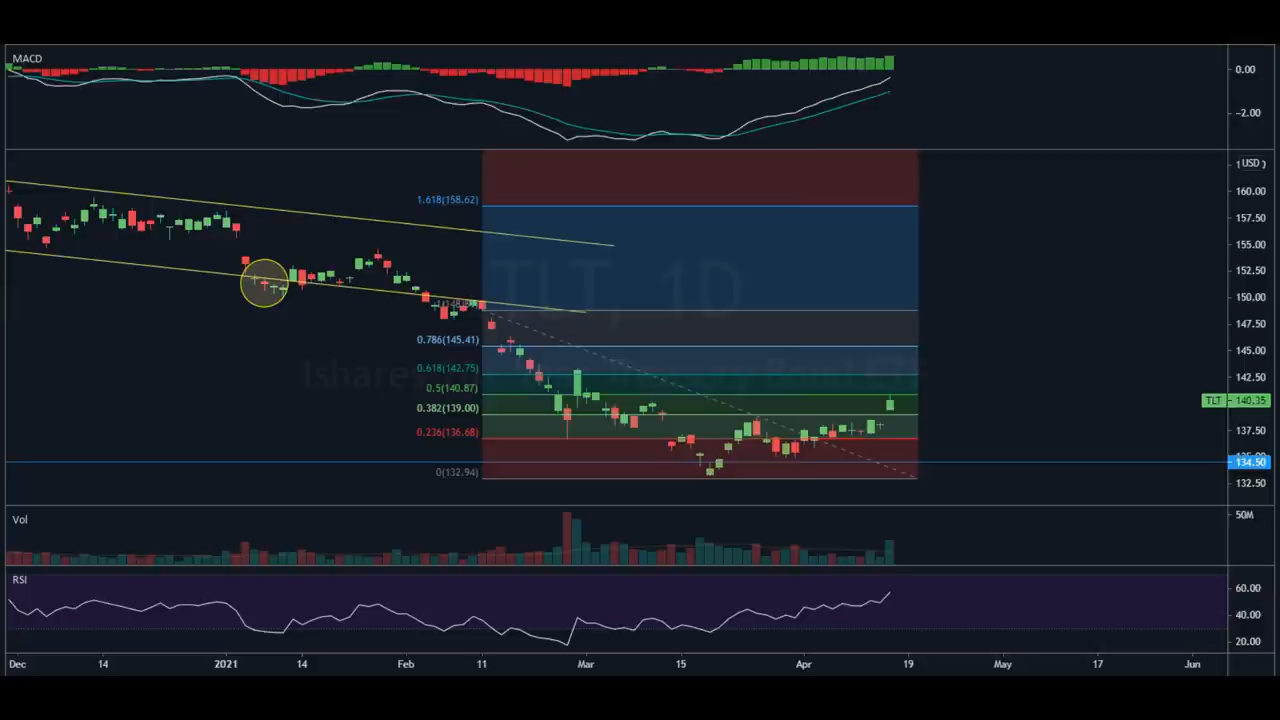 MACD
0.00
-2.00
USD
160.00
1.618(158.62)
157.50
155.00
TLT, 1D
152.50
150.00
147.50
0.786(145.41)
145.00
0.618(142.75)
142.50
0.5(140.87)
TLT 140.35
0.382(139.00)
0.236(136.68)
137.50
134.50
0(132.94)
132.50
Vol
50M
RSI
60.00
40.00
20.00
Dec 14 2021 14 Feb 11 Mar 15 Apr 19 May 17 Jun